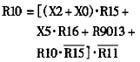 R10 = [(X2 + X0) · R15 +
X5 · R16 + R9013 +
R10 · R̅1̅5̅] · R̅1̅1̅